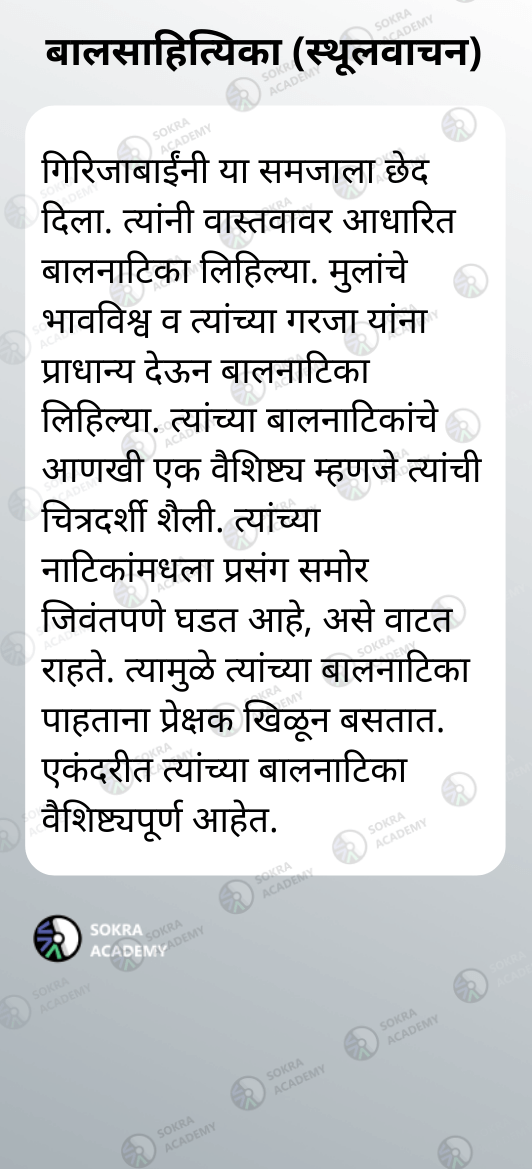 बालसाहित्यिका (स्थूलवाचन)
गिरिजाबाईंनी या समजाला छेद
दिला. त्यांनी वास्तवावर आधारित
बालनाटिका लिहिल्या. मुलांचे
भावविश्व व त्यांच्या गरजा यांना
प्राधान्य देऊन बालनाटिका
लिहिल्या. त्यांच्या बालनाटिकांचे
आणखी एक वैशिष्ट्य म्हणजे त्यांची
चित्रदर्शी शैली. त्यांच्या
नाटिकांमधला प्रसंग समोर
जिवंतपणे घडत आहे, असे वाटत
राहते. त्यामुळे त्यांच्या बालनाटिका
पाहताना प्रेक्षक खिळून बसतात.
एकंदरीत त्यांच्या बालनाटिका
वैशिष्ट्यपूर्ण आहेत.
SOKRA
ACADEMY